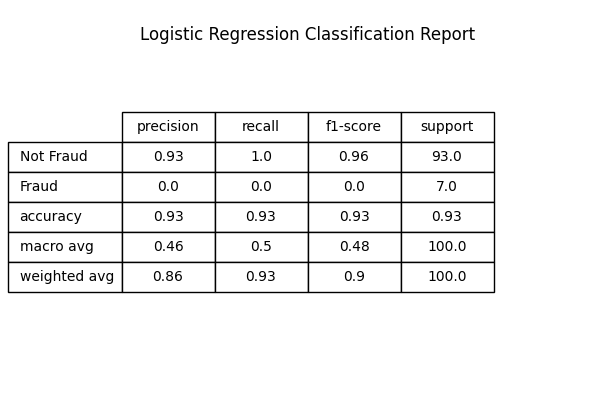 Logistic Regression Classification Report
precision recall f1-score support
Not Fraud 0.93 1.0 0.96 93.0
Fraud 0.0 0.0 0.0 7.0
accuracy 0.93 0.93 0.93 0.93
macro avg 0.46 0.5 0.48 100.0
weighted avg 0.86 0.93 0.9 100.0